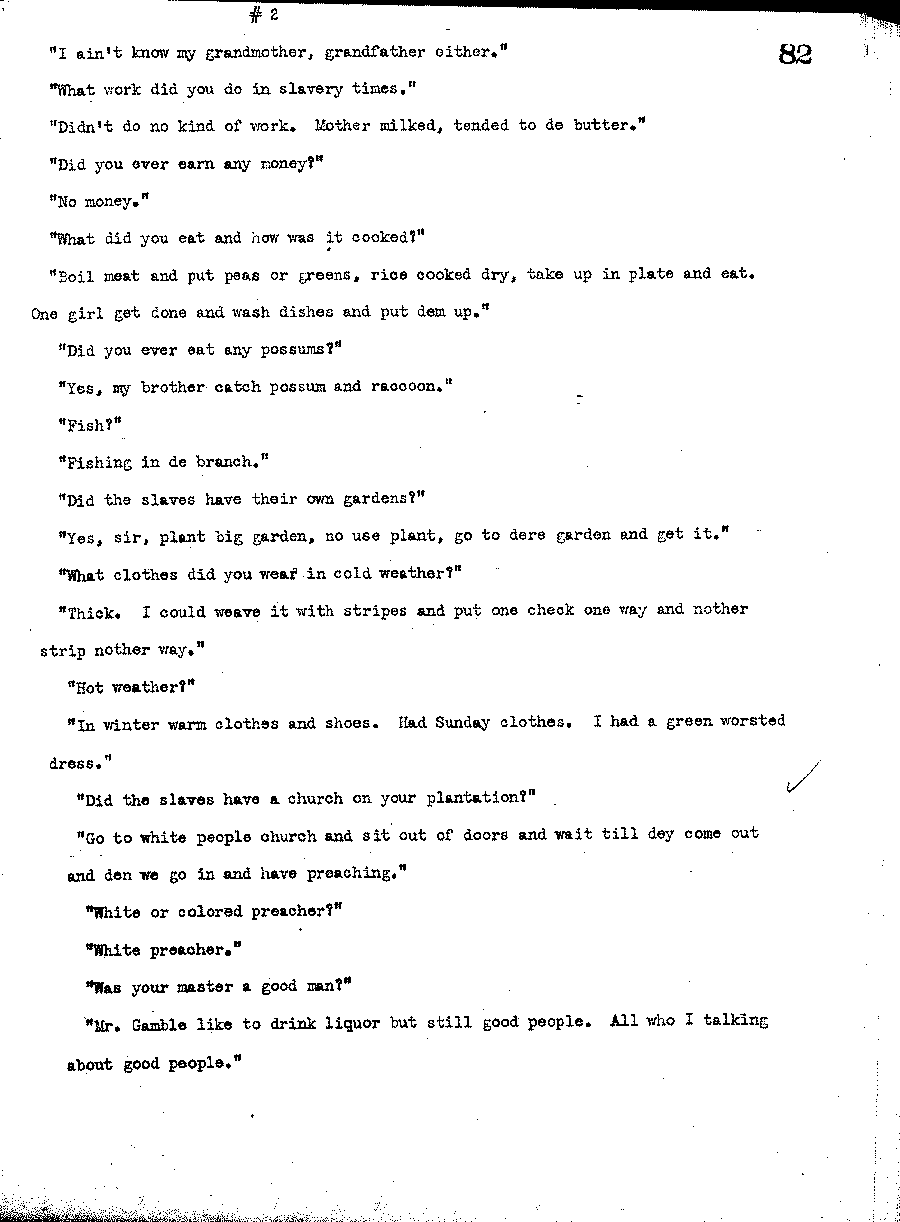 # 2
82
"I ain't know my grandmother, grandfather either."
"What work did you do in slavery times."
"Didn't do no kind of work.  Mother milked, tended to de butter."
"Did you ever earn any money?"
"No money."
"What did you eat and how was it cooked?"
"Boil meat and put peas or greens, rice cooked dry, take up in plate and eat.
One girl get done and wash dishes and put dem up."
"Did you ever eat any possums?"
"Yes, my brother catch possum and raccoon."
"Fish?"
"Fishing in de branch."
"Did the slaves have their own gardens?"
"Yes, sir, plant big garden, no use plant, go to dere garden and get it."
"What clothes did you wear in cold weather?"
"Thick.  I could weave it with stripes and put one check one way and nother
strip nother way."
"Hot weather?"
"In winter warm clothes and shoes.  Had Sunday clothes.  I had a green worsted
dress."
"Did the slaves have a church on your plantation?"
"Go to white people church and sit out of doors and wait till dey come out
and den we go in and have preaching."
"White or colored preacher?"
"White preacher."
"Was your master a good man?"
"Mr. Gamble like to drink liquor but still good people.  All who I talking
about good people."